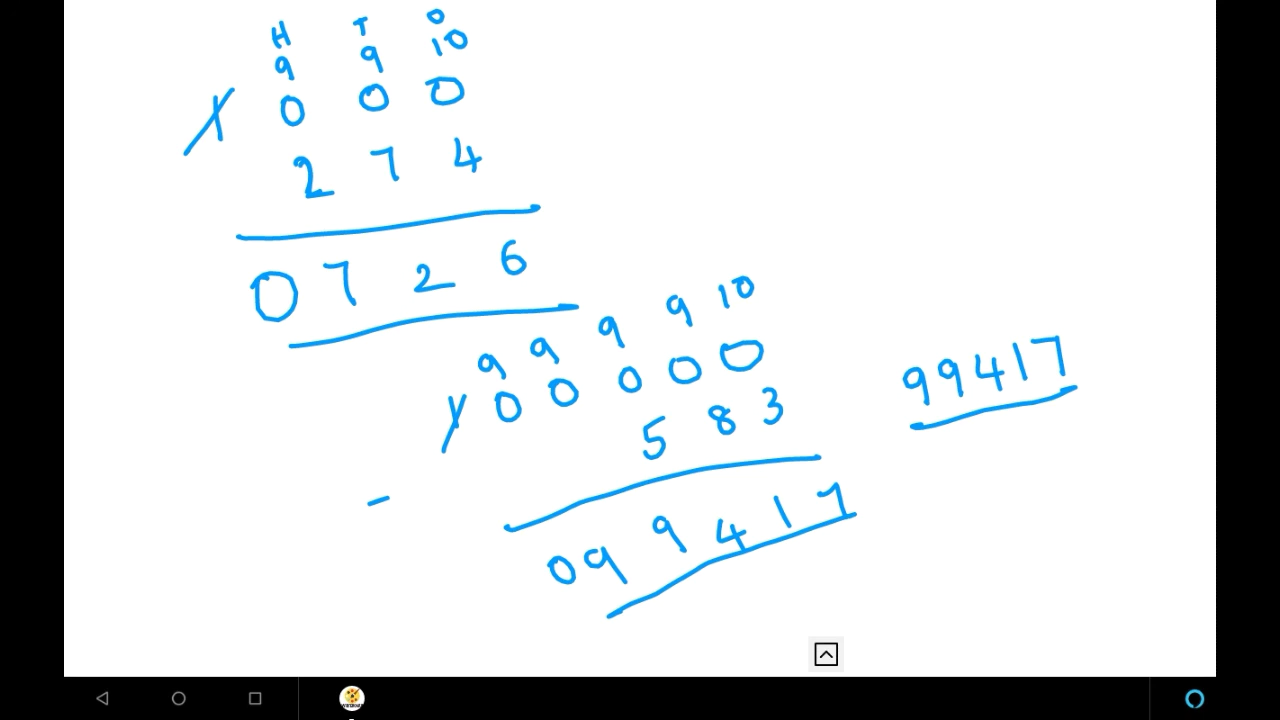 H T O
9 9 10
1 0 0 0
2 7 4
0 7 2 6
9 9 9 9 10
1 0 0 0 0 0
- 5 8 3
0 9 9 4 1 7
99417